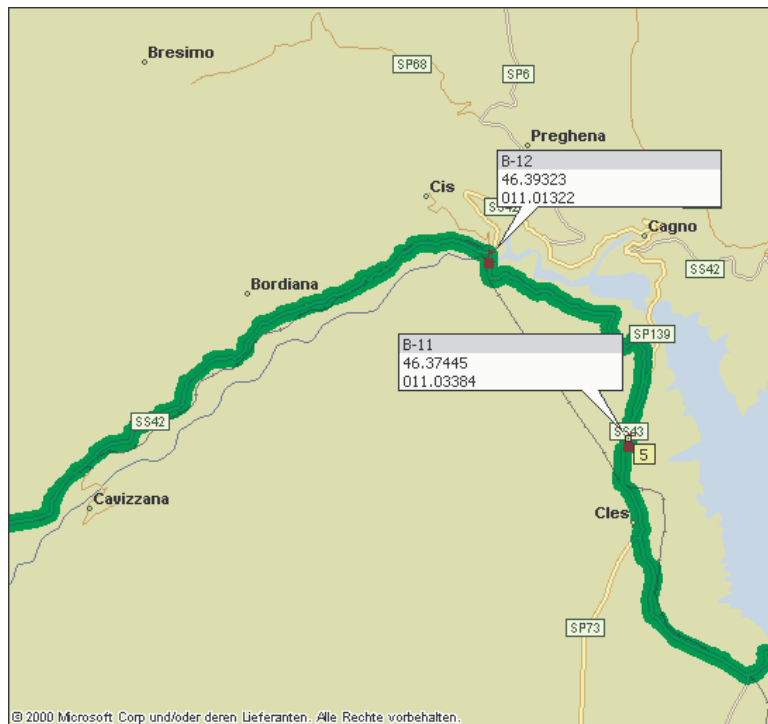 Bresimo
SP68
SP6
Preghena
B-12
46.39323
011.01322
Cis
SS42
Cagno
SS42
Bordiana
SP139
B-11
46.37445
011.03384
SS42
SS43
5
Cavizzana
Cles
SP73
© 2000 Microsoft Corp und/oder deren Lieferanten. Alle Rechte vorbehalten.